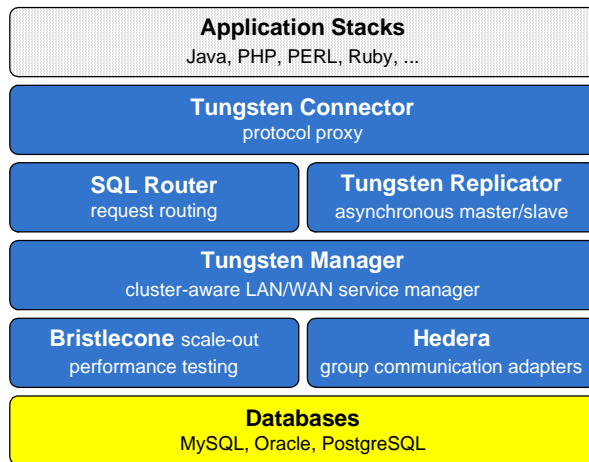 Application Stacks
Java, PHP, PERL, Ruby, ...
Tungsten Connector
protocol proxy
SQL Router
request routing
Tungsten Replicator
asynchronous master/slave
Tungsten Manager
cluster-aware LAN/WAN service manager
Bristlecone scale-out
performance testing
Hedera
group communication adapters
Databases
MySQL, Oracle, PostgreSQL